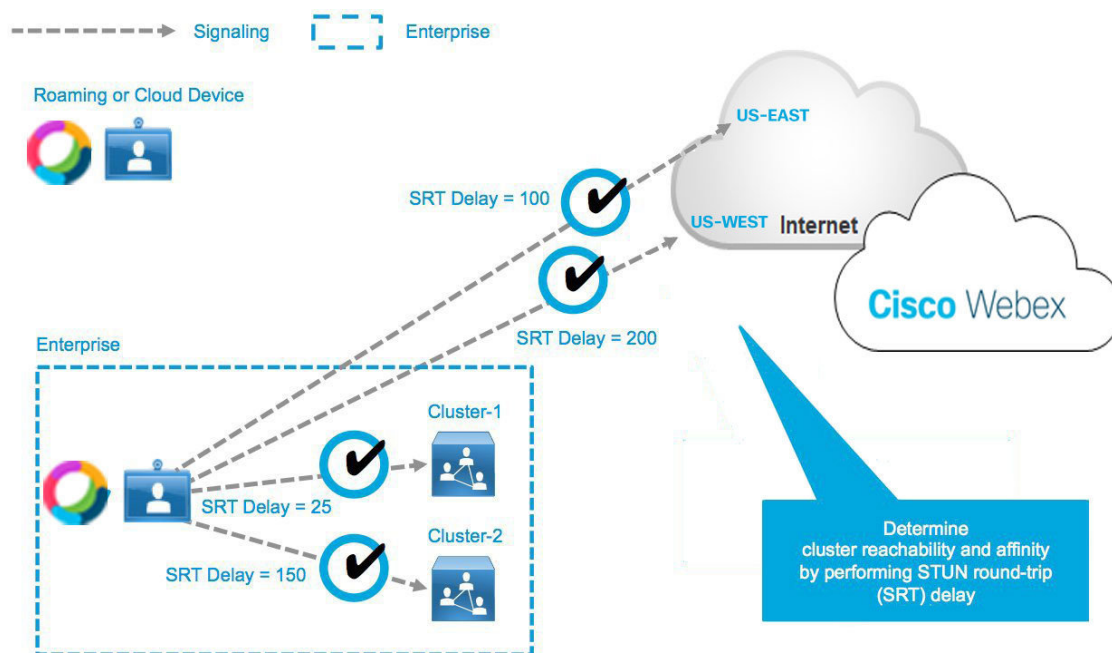 Signaling
Enterprise
Roaming or Cloud Device
US-EAST
SRT Delay = 100
US-WEST
Internet
Cisco Webex
SRT Delay = 200
Enterprise
Cluster-1
SRT Delay = 25
Cluster-2
SRT Delay = 150
Determine
cluster reachability and affinity
by performing STUN round-trip
(SRT) delay